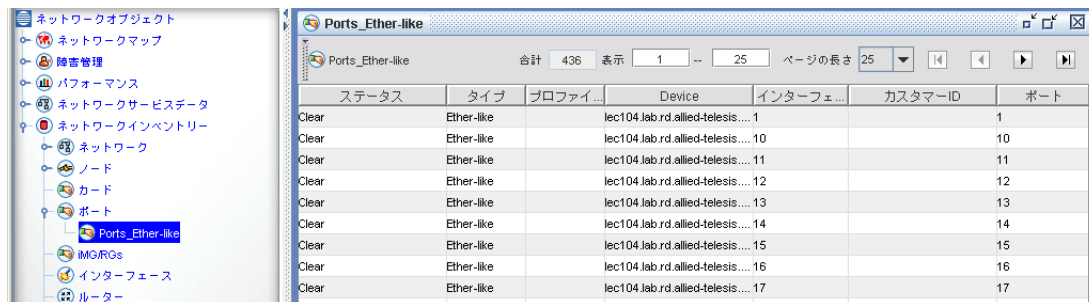 ネットワークオブジェクト
ネットワークマップ
障害管理
パフォーマンス
ネットワークサービスデータ
ネットワークインベントリー
ネットワーク
ノード
カード
ポート
Ports_Ether-like
iMG/RGs
インターフェース
ルーター
Ports_Ether-like
Ports_Ether-like 合計 436 表示 1 -- 25 ページの長さ 25
ステータス タイプ プロファイ... Device インターフェ... カスタマーID ポート
Clear Ether-like lec104.lab.rd.allied-telesis.... 1 1
Clear Ether-like lec104.lab.rd.allied-telesis.... 10 10
Clear Ether-like lec104.lab.rd.allied-telesis.... 11 11
Clear Ether-like lec104.lab.rd.allied-telesis.... 12 12
Clear Ether-like lec104.lab.rd.allied-telesis.... 13 13
Clear Ether-like lec104.lab.rd.allied-telesis.... 14 14
Clear Ether-like lec104.lab.rd.allied-telesis.... 15 15
Clear Ether-like lec104.lab.rd.allied-telesis.... 16 16
Clear Ether-like lec104.lab.rd.allied-telesis.... 17 17